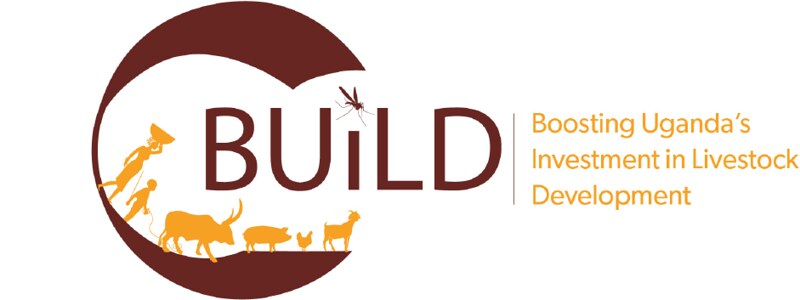 BUiLD
Boosting Uganda's
Investment in Livestock
Development